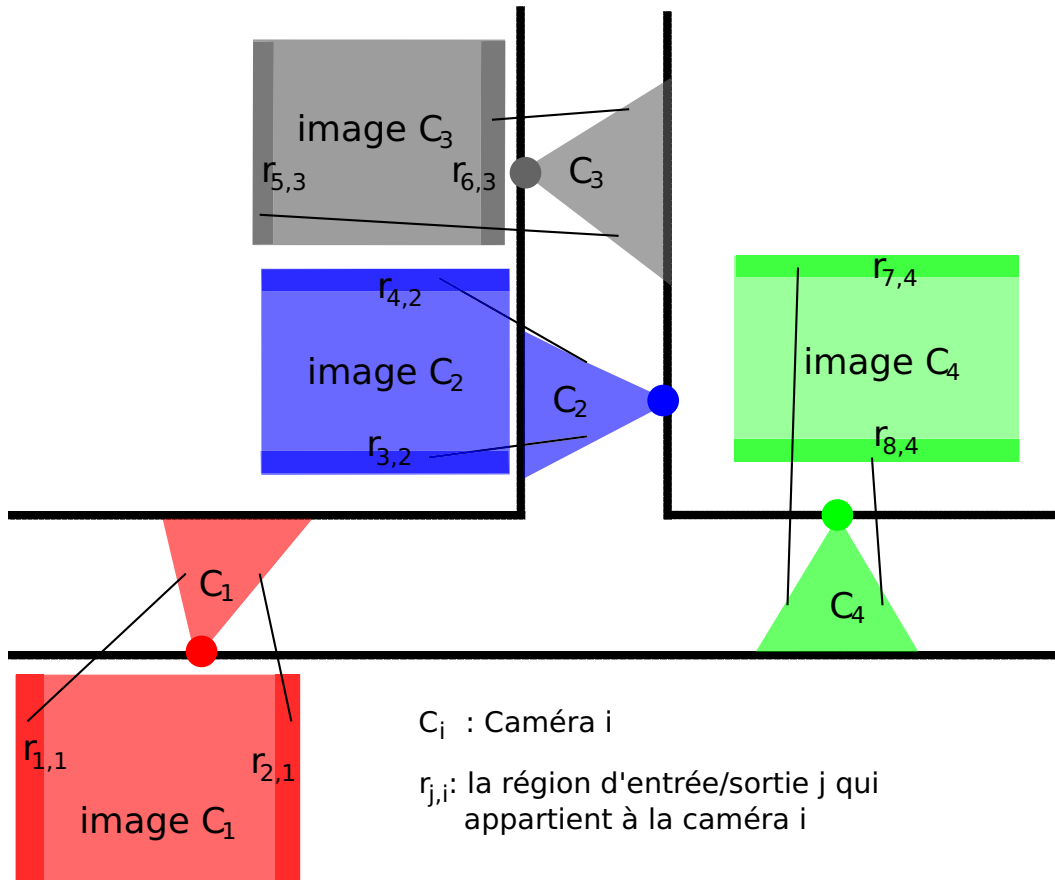 image C3
r5,3
r6,3
C3
r4,2
image C2
r3,2
C2
r7,4
image C4
r8,4
C4
C1
r1,1
r2,1
image C1
Ci : Caméra i
rj,i: la région d'entrée/sortie j qui
appartient à la caméra i